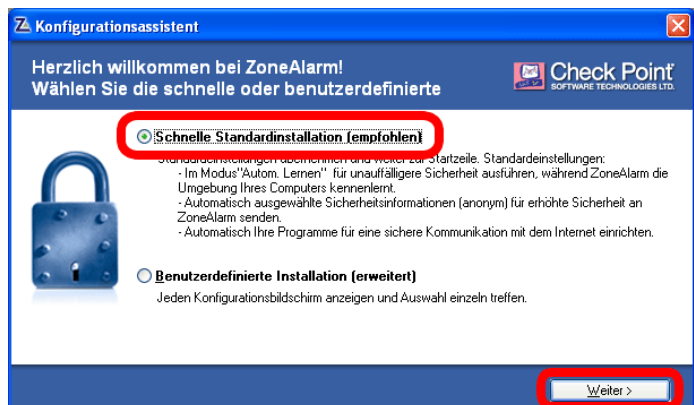 Konfigurationsassistent
Herzlich willkommen bei ZoneAlarm!
Wählen Sie die schnelle oder benutzerdefinierte
Check Point
SOFTWARE TECHNOLOGIES LTD.
Schnelle Standardinstallation (empfohlen)
Standardeinstellungen übernehmen und weiter zur Startzeile. Standardeinstellungen:
- Im Modus"Autom. Lernen" für unauffälligere Sicherheit ausführen, während ZoneAlarm die
Umgebung Ihres Computers kennenlernt.
- Automatisch ausgewählte Sicherheitsinformationen (anonym) für erhöhte Sicherheit an
ZoneAlarm senden.
- Automatisch Ihre Programme für eine sichere Kommunikation mit dem Internet einrichten.
Benutzerdefinierte Installation (erweitert)
Jeden Konfigurationsbildschirm anzeigen und Auswahl einzeln treffen.
Weiter >